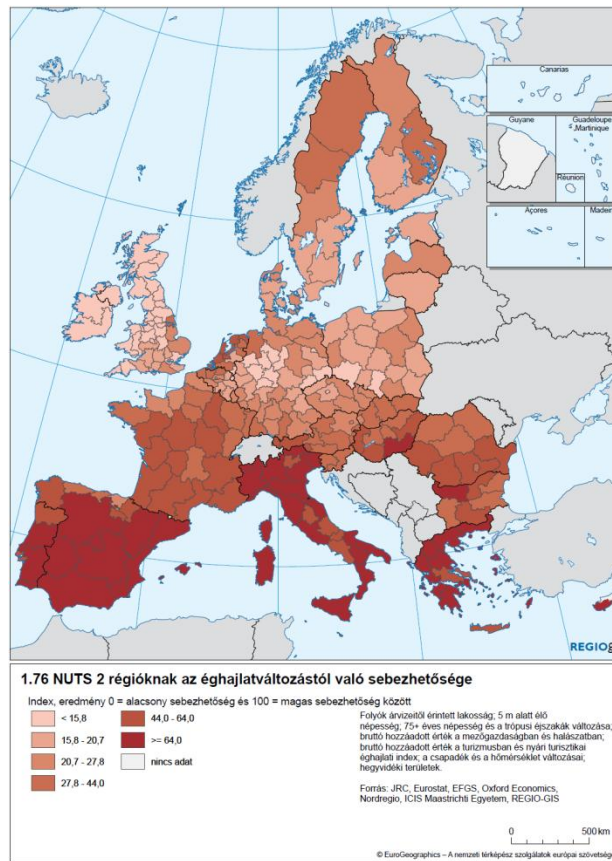 Canarias
Guyane
Guadeloupe
Martinique
Réunion
Açores
Madei
REGIOg
1.76 NUTS 2 régióknak az éghajlatváltozástól való sebezhetősége
Index, eredmény 0 = alacsony sebezhetőség és 100 = magas sebezhetőség között
< 15,8
15,8 - 20,7
20,7 - 27,8
27,8 - 44,0
44,0 - 64,0
>= 64,0
nincs adat
Folyók árvizeitől érintett lakosság; 5 m alatt élő
népesség; 75+ éves népesség és a trópusi éjszakák változása;
bruttó hozzáadott érték a mezőgazdaságban és halászatban;
bruttó hozzáadott érték a turizmusban és nyári turisztikai
éghajlati index; a csapadék és a hőmérséklet változásai;
hegyvidéki területek.
Forrás: JRC, Eurostat, EFGS, Oxford Economics,
Nordregio, ICIS Maastrichti Egyetem, REGIO-GIS
0 500 km
© EuroGeographics – A nemzeti térképész szolgálatok európai szövetsége